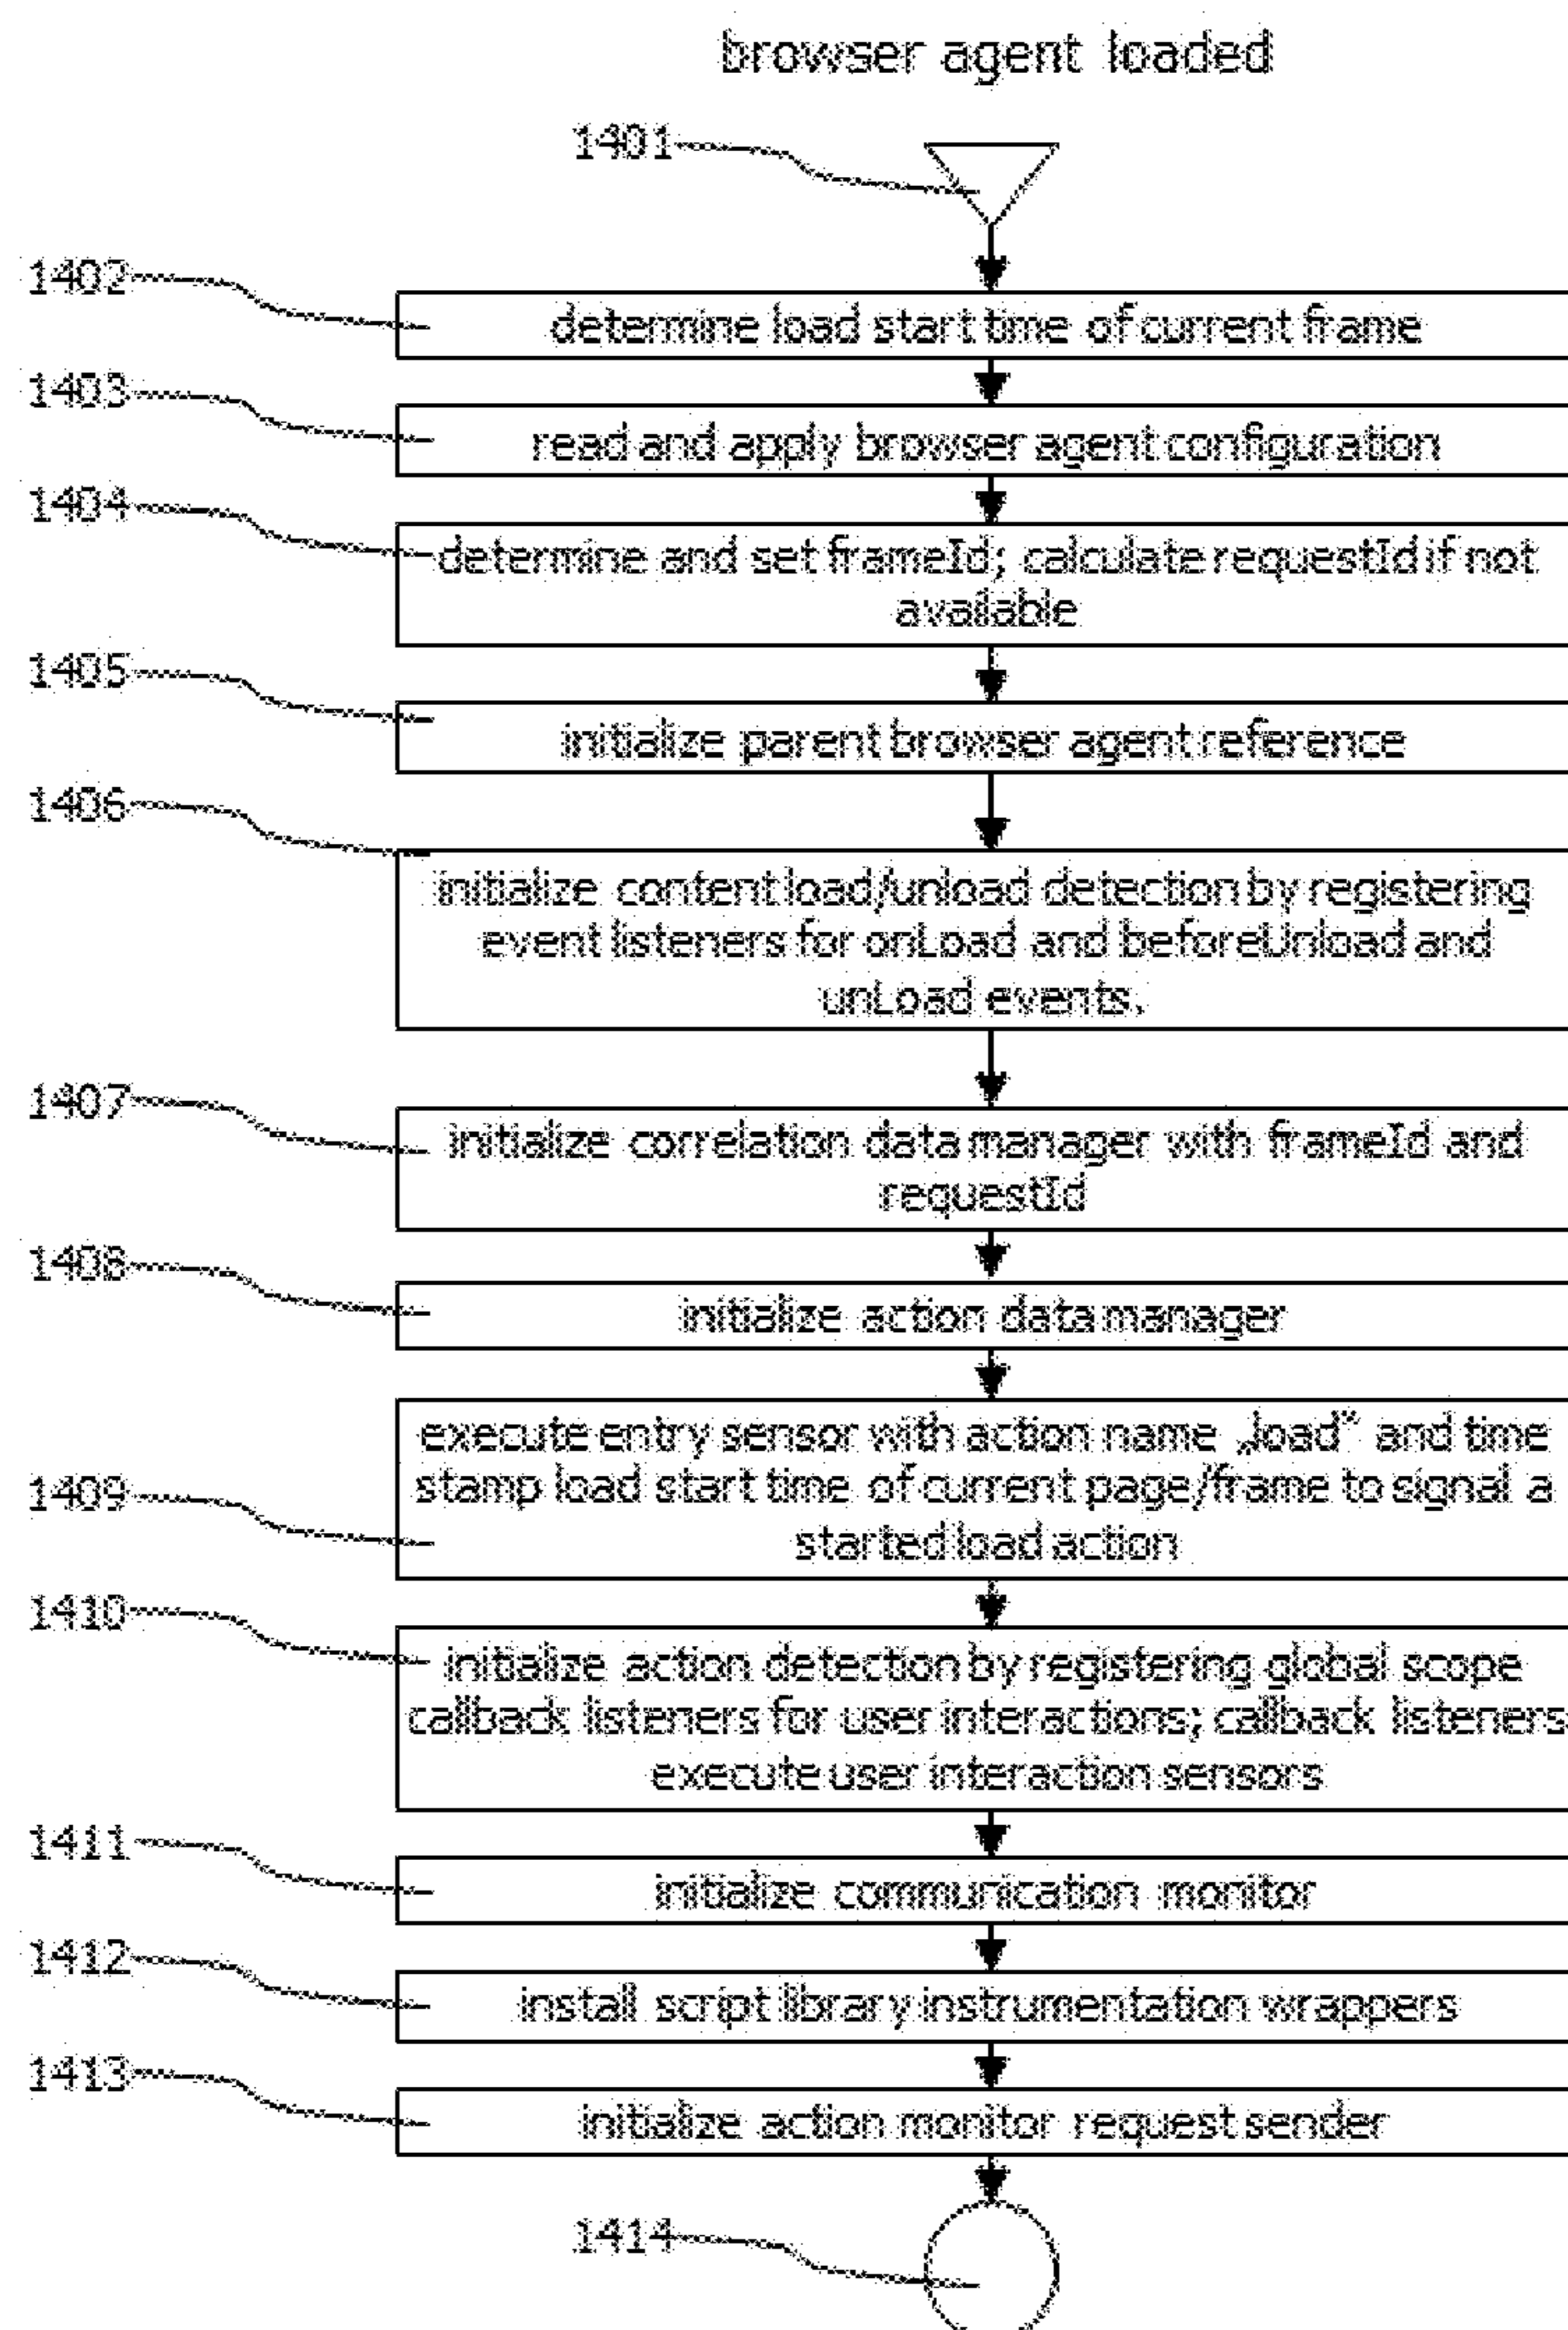 browser agent loaded
1401
1402
determine load start time of current frame
1403
read and apply browser agent configuration
1404
determine and set frameId; calculate requestId if not
available
1405
initialize parent browser agent reference
1406
initialize content load/unload detection by registering
event listeners for onLoad and beforeUnload and
unLoad events.
1407
initialize correlation data manager with frameId and
requestId
1408
initialize action data manager
1409
execute entry sensor with action name „load“ and time
stamp load start time of current page/frame to signal a
started load action
1410
initialize action detection by registering global scope
callback listeners for user interactions; callback listeners
execute user interaction sensors
1411
initialize communication monitor
1412
install script library instrumentation wrappers
1413
initialize action monitor request sender
1414